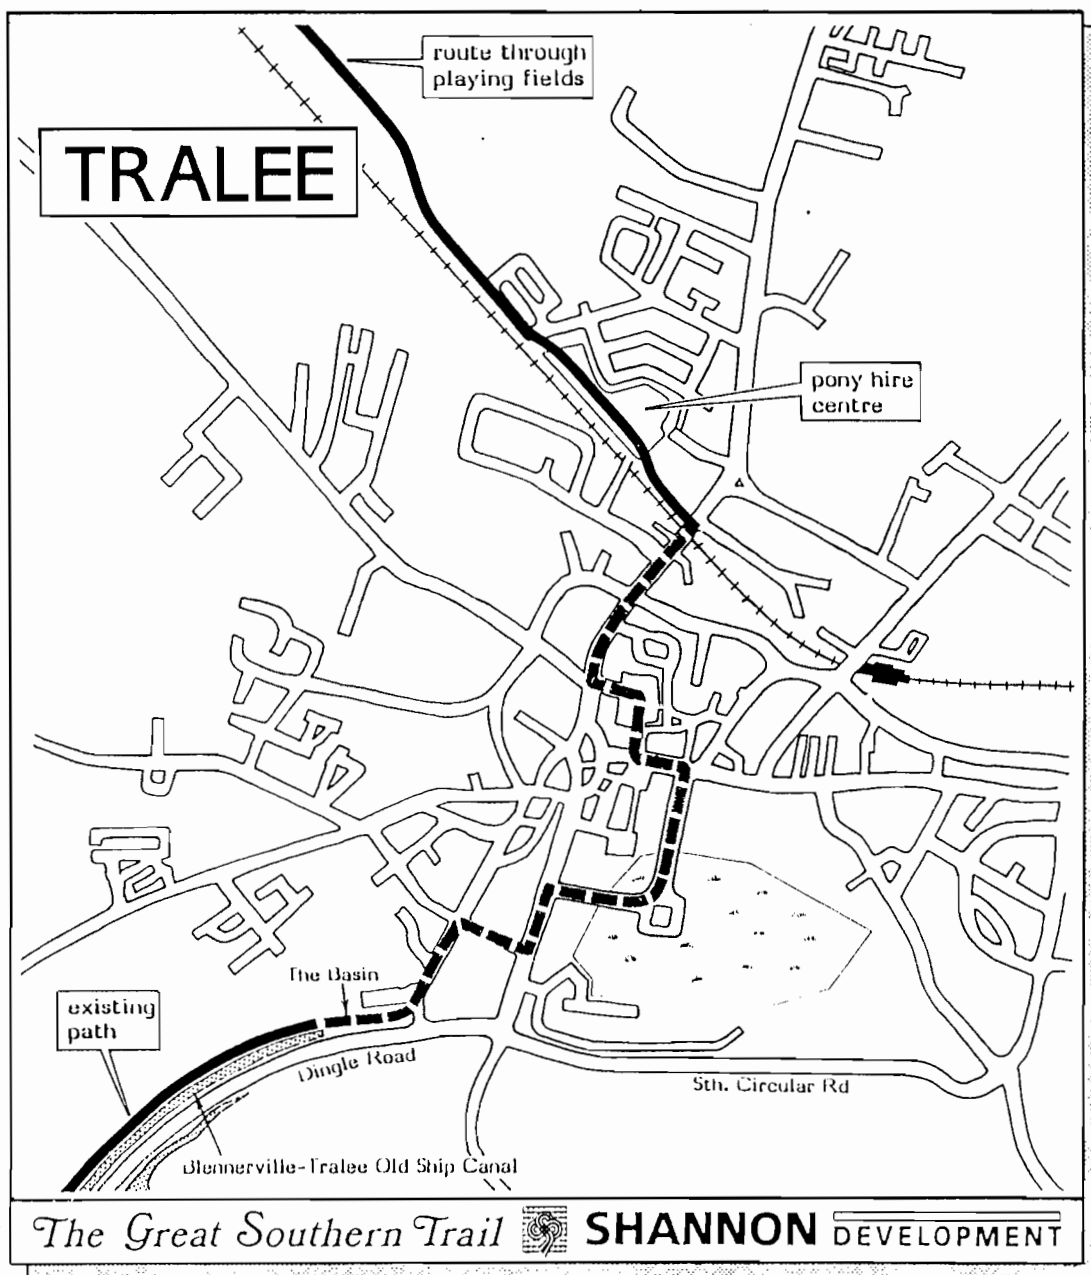 route through
playing fields
TRALEE
pony hire
centre
The Basin
existing
path
Dingle Road
Sth. Circular Rd
Blennerville-Tralee Old Ship Canal
The Great Southern Trail
SHANNON DEVELOPMENT